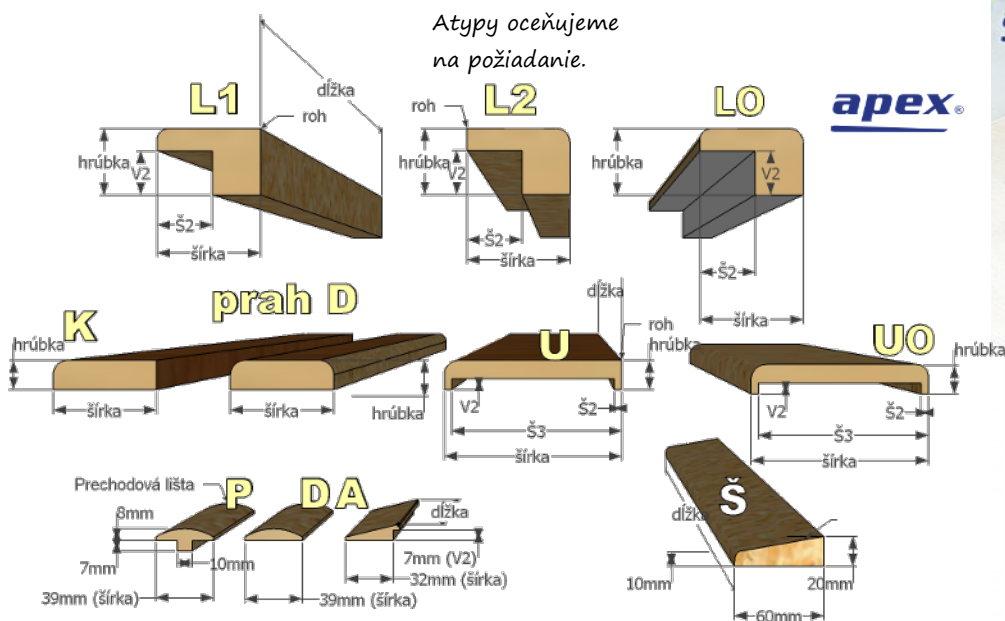 Atypy oceňujeme
na požiadanie.
apex®
L1
dĺžka
roh
hrúbka
V2
Š2
šírka
L2
roh
hrúbka
V2
Š2
šírka
LO
hrúbka
V2
Š2
šírka
K
hrúbka
šírka
prah D
hrúbka
šírka
U
dĺžka
roh
hrúbka
V2
Š2
Š3
šírka
UO
hrúbka
V2
Š2
Š3
šírka
Prechodová lišta
P
8mm
7mm
10mm
39mm (šírka)
D
39mm (šírka)
A
dĺžka
7mm (V2)
32mm (šírka)
Š
dĺžka
10mm
20mm
60mm